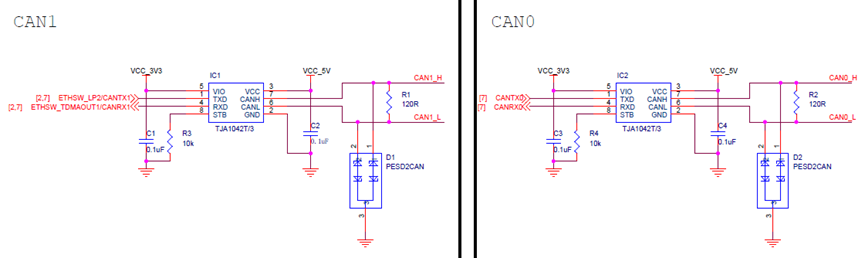 CAN1
VCC_3V3
IC1
VCC_5V
CAN1_H
[2,7] ETHSW_LP2/CANTX1
[2,7] ETHSW_TDMAOUT1/CANRX1
5 VIO VCC 3
1 TXD CANH 7
4 RXD CANL 6
8 STB GND 2
TJA1042T/3
R1
120R
CAN1_L
C1
0.1uF
R3
10k
C2
0.1uF
2
1
D1
PESD2CAN
3
CAN0
VCC_3V3
IC2
VCC_5V
CAN0_H
[7] CANTX0
[7] CANRX0
5 VIO VCC 3
1 TXD CANH 7
4 RXD CANL 6
8 STB GND 2
TJA1042T/3
R2
120R
CAN0_L
C3
0.1uF
R4
10k
C4
0.1uF
2
1
D2
PESD2CAN
3